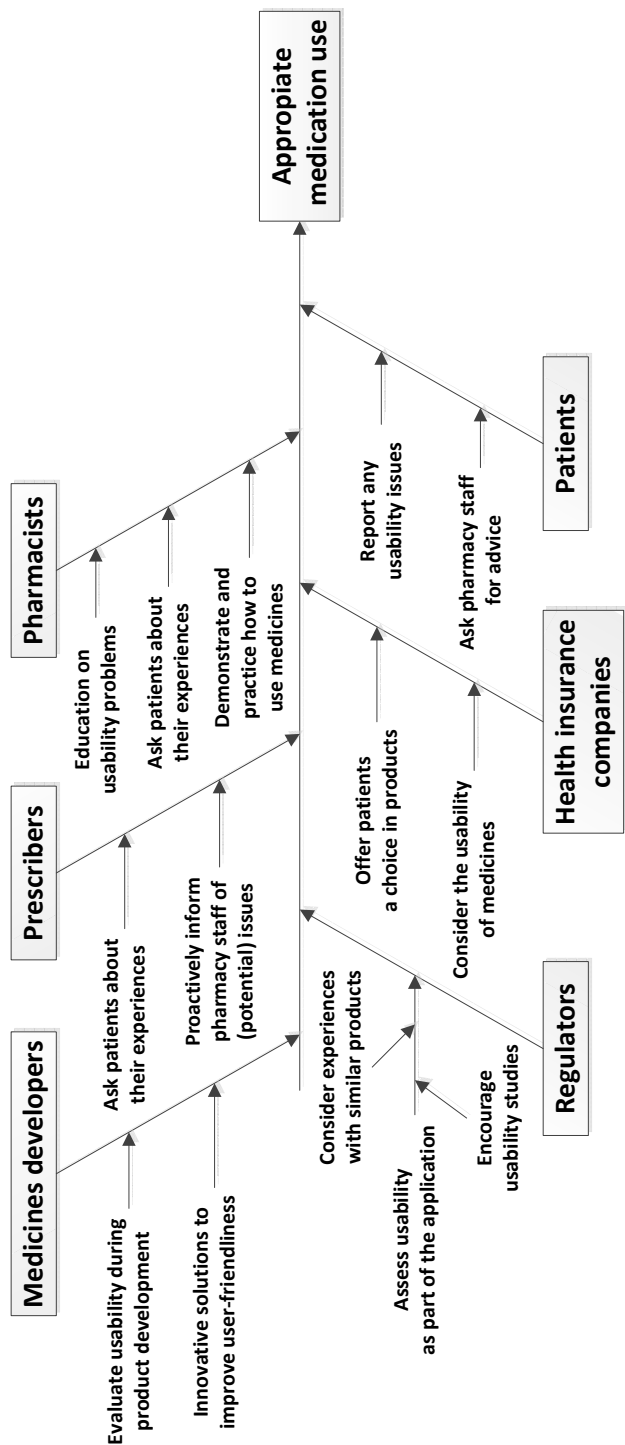 Medicines developers
Evaluate usability during
product development
Innovative solutions to
improve user-friendliness
Prescribers
Ask patients about
their experiences
Proactively inform
pharmacy staff of
(potential) issues
Pharmacists
Education on
usability problems
Ask patients about
their experiences
Demonstrate and
practice how to
use medicines
Appropiate
medication use
Consider experiences
with similar products
Assess usability
as part of the application
Encourage
usability studies
Regulators
Offer patients
a choice in products
Consider the usability
of medicines
Health insurance
companies
Report any
usability issues
Ask pharmacy staff
for advice
Patients